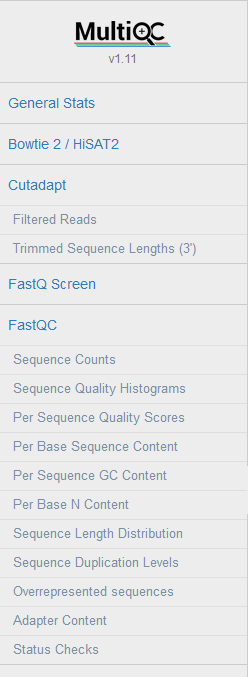 MultiQC
v1.11
General Stats
Bowtie 2 / HiSAT2
Cutadapt
Filtered Reads
Trimmed Sequence Lengths (3')
FastQ Screen
FastQC
Sequence Counts
Sequence Quality Histograms
Per Sequence Quality Scores
Per Base Sequence Content
Per Sequence GC Content
Per Base N Content
Sequence Length Distribution
Sequence Duplication Levels
Overrepresented sequences
Adapter Content
Status Checks